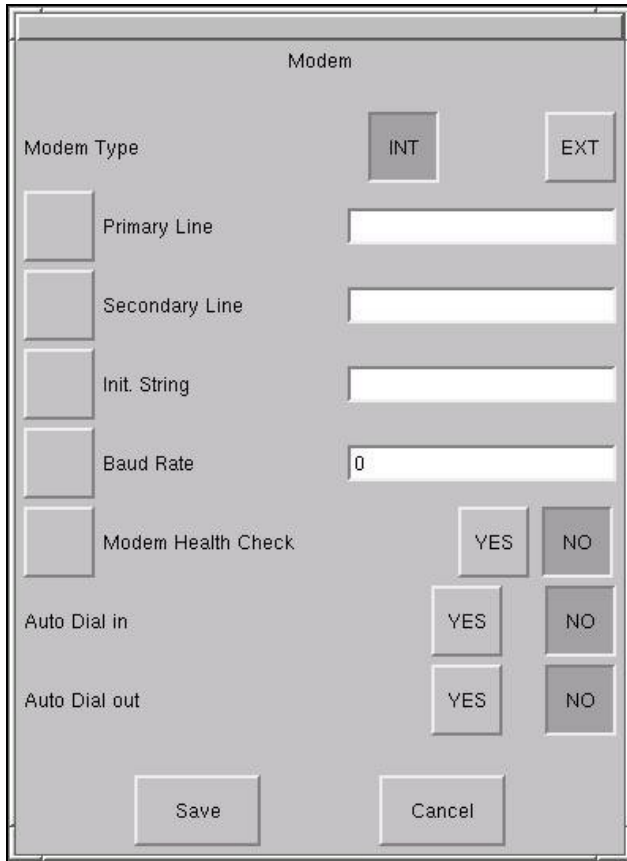 Modem
Modem Type INT EXT
Primary Line
Secondary Line
Init. String
Baud Rate 0
Modem Health Check YES NO
Auto Dial in YES NO
Auto Dial out YES NO
Save Cancel